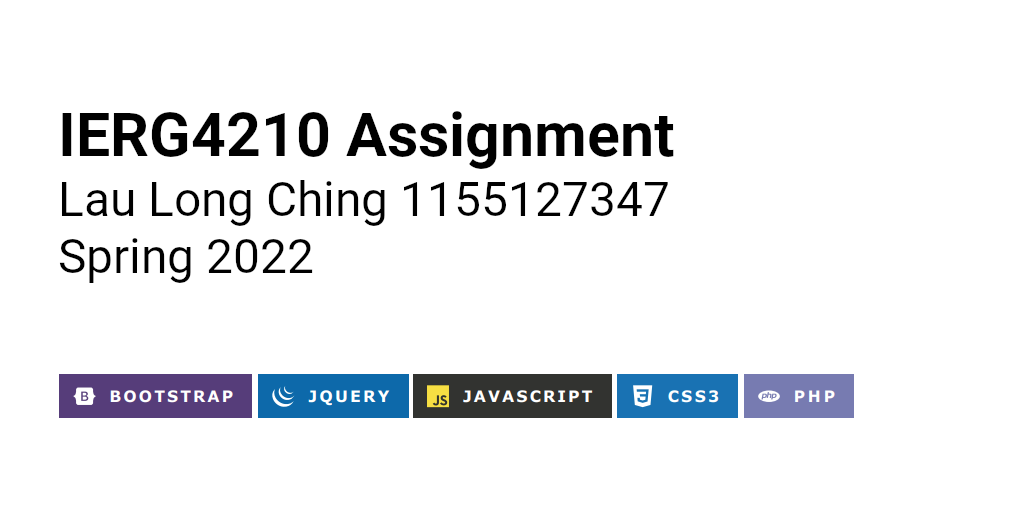 IERG4210 Assignment
Lau Long Ching 1155127347
Spring 2022
B BOOTSTRAP JQUERY JS JAVASCRIPT CSS3 php PHP